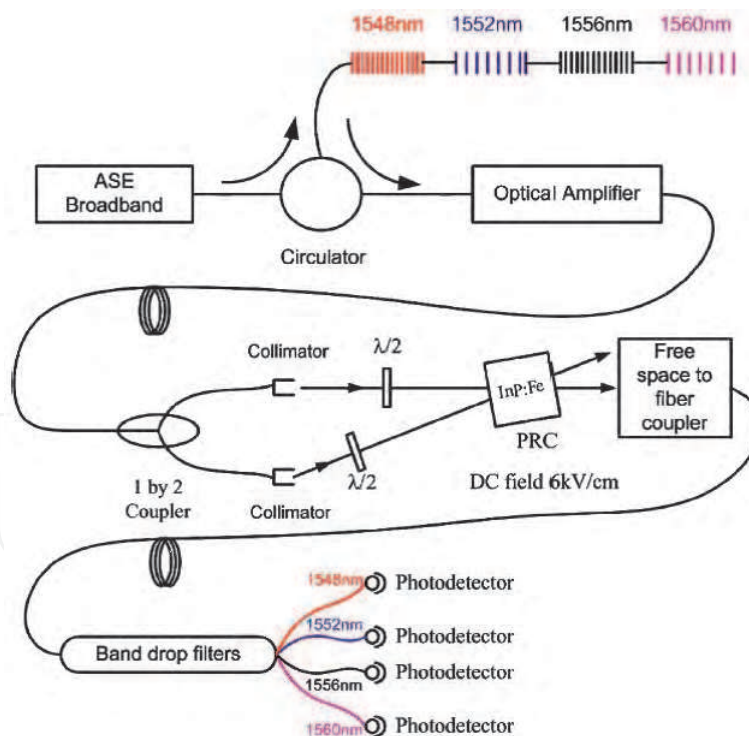 1548nm 1552nm 1556nm 1560nm
ASE
Broadband
Optical Amplifier
Circulator
Collimator
λ/2
InP:Fe
Free
space to
fiber
coupler
PRC
λ/2
DC field 6kV/cm
1 by 2
Coupler
Collimator
1548nm
Photodetector
1552nm
Photodetector
Band drop filters
Photodetector
1556nm
1560nm
Photodetector